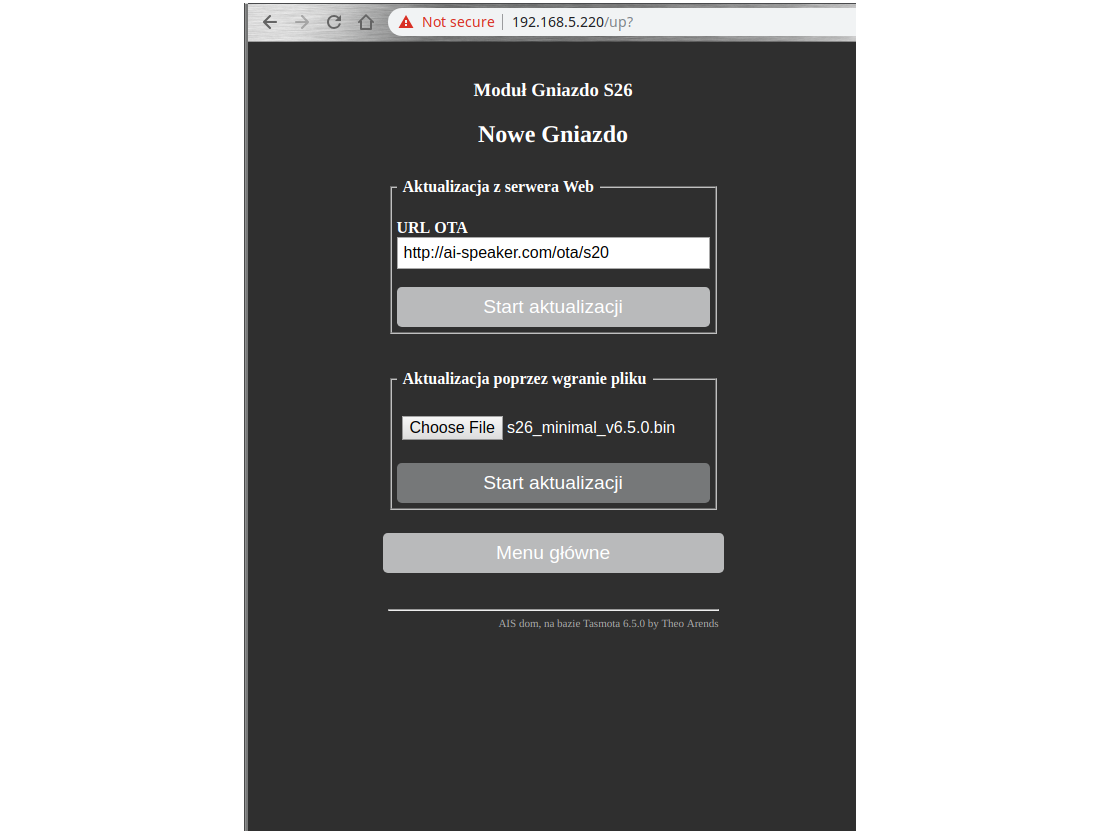 Not secure | 192.168.5.220/up?
Moduł Gniazdo S26
Nowe Gniazdo
Aktualizacja z serwera Web
URL OTA
http://ai-speaker.com/ota/s20
Start aktualizacji
Aktualizacja poprzez wgranie pliku
Choose File s26_minimal_v6.5.0.bin
Start aktualizacji
Menu główne
AIS dom, na bazie Tasmota 6.5.0 by Theo Arends